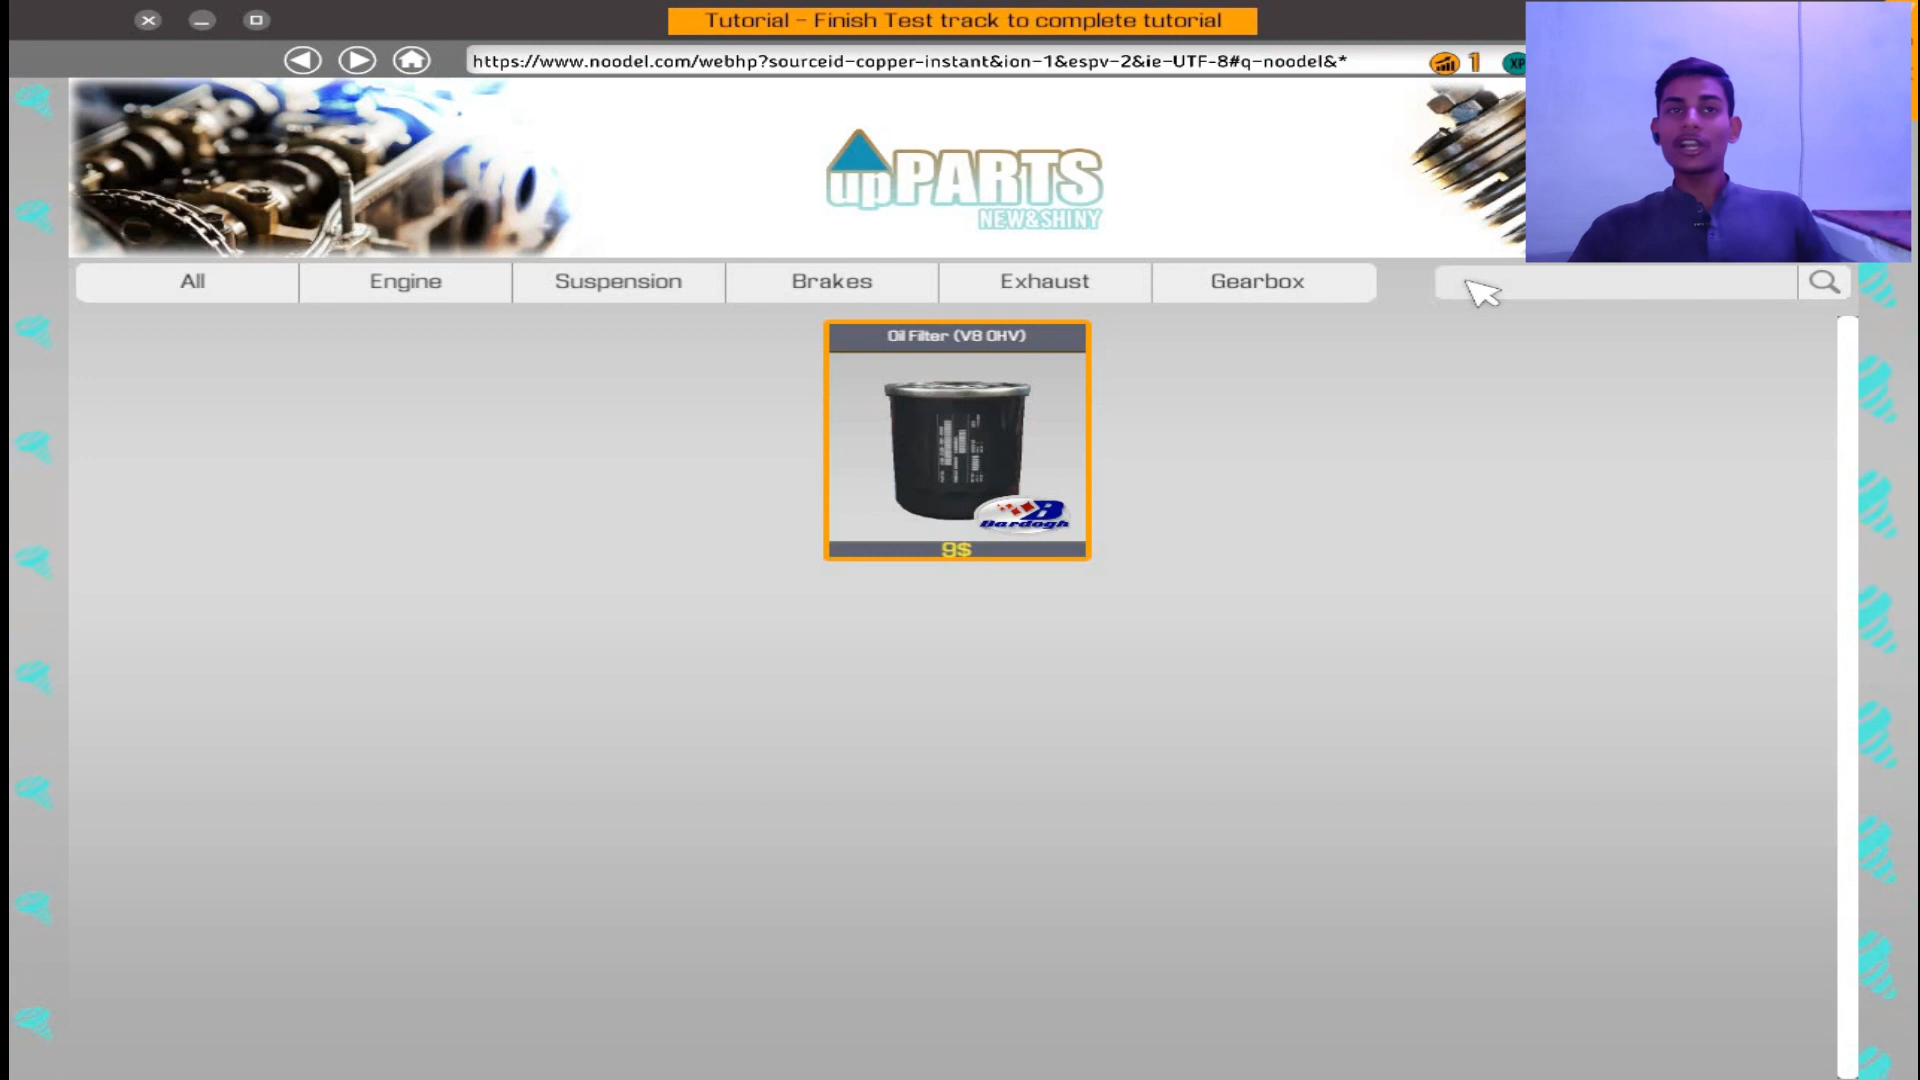 Tutorial - Finish Test track to complete tutorial
https://www.noodel.com/webhp?sourceid-copper-instant&ion-1&espv-2&ie-UTF-8#q-noodel&*
1
XP
upPARTS
NEW&SHINY
All
Engine
Suspension
Brakes
Exhaust
Gearbox
Oil Filter (V8 OHV)
Bardogh
9$